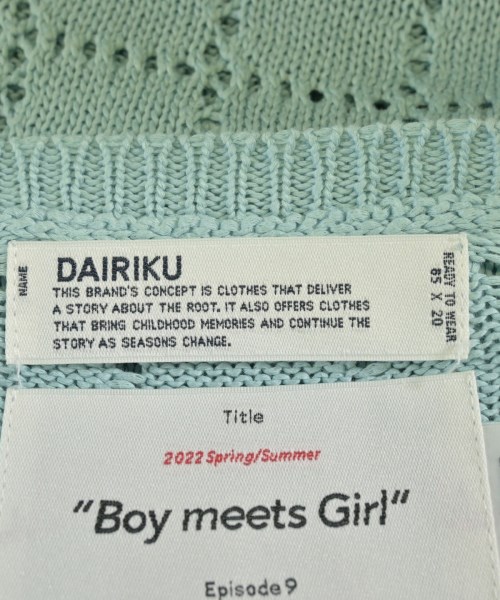 NAME
DAIRIKU
THIS BRAND'S CONCEPT IS CLOTHES THAT DELIVER
A STORY ABOUT THE ROOT. IT ALSO OFFERS CLOTHES
THAT BRING CHILDHOOD MEMORIES AND CONTINUE THE
STORY AS SEASONS CHANGE.
READY TO WEAR
85 X 20
Title
2022 Spring/Summer
"Boy meets Girl"
Episode 9